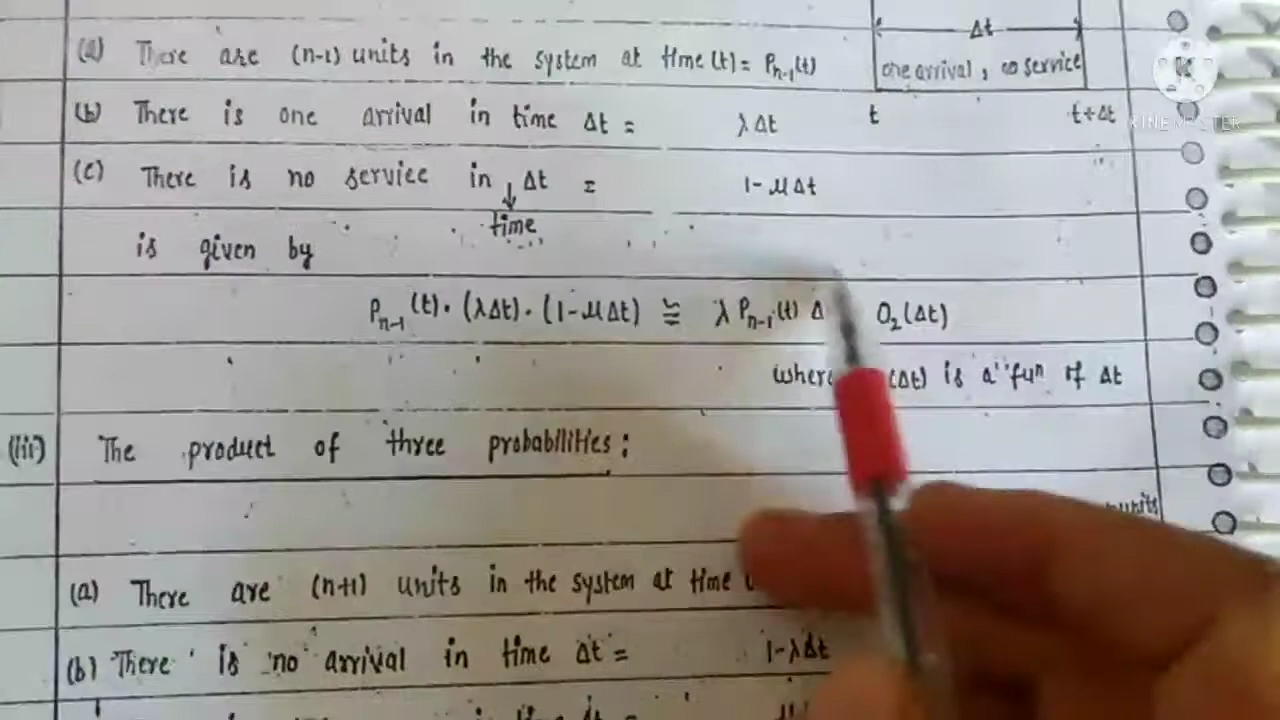 (a) There are (n-1) units in the system at time (t) = Pn-1(t)
Δt
one arrival, no service
t
t+Δt
KINEMASTER
(b) There is one arrival in time Δt = λΔt
(c) There is no service in Δt = 1-μΔt
time
is given by
Pn-1(t)·(λΔt)·(1-μΔt) ≅ λPn-1(t) Δ O2(Δt)
where (Δt) is a fuⁿ of Δt
(iii) The product of three probabilities:
units
(a) There are (n+1) units in the system at time
(b) There is no arrival in time Δt = 1-λΔt